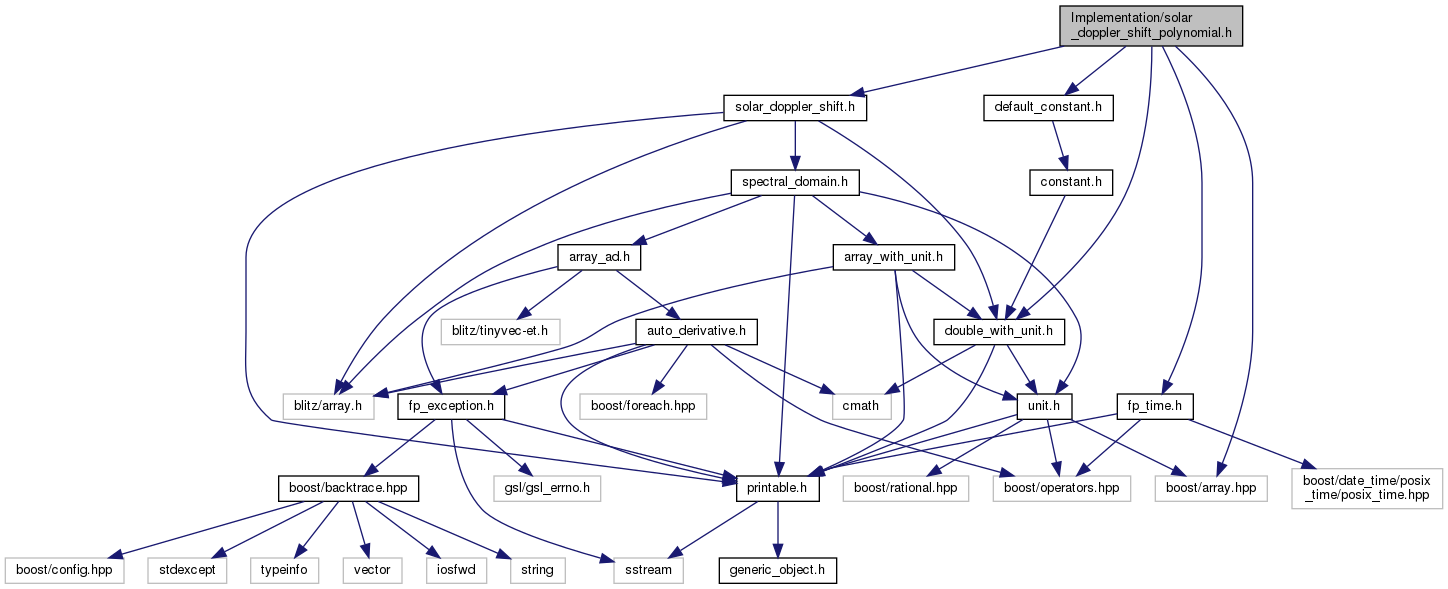 Implementation/solar
_doppler_shift_polynomial.h
solar_doppler_shift.h
default_constant.h
spectral_domain.h
constant.h
array_ad.h
array_with_unit.h
blitz/tinyvec-et.h
auto_derivative.h
double_with_unit.h
blitz/array.h
fp_exception.h
boost/foreach.hpp
cmath
unit.h
fp_time.h
boost/backtrace.hpp
gsl/gsl_errno.h
printable.h
boost/rational.hpp
boost/operators.hpp
boost/array.hpp
boost/date_time/posix
_time/posix_time.hpp
boost/config.hpp
stdexcept
typeinfo
vector
iosfwd
string
sstream
generic_object.h